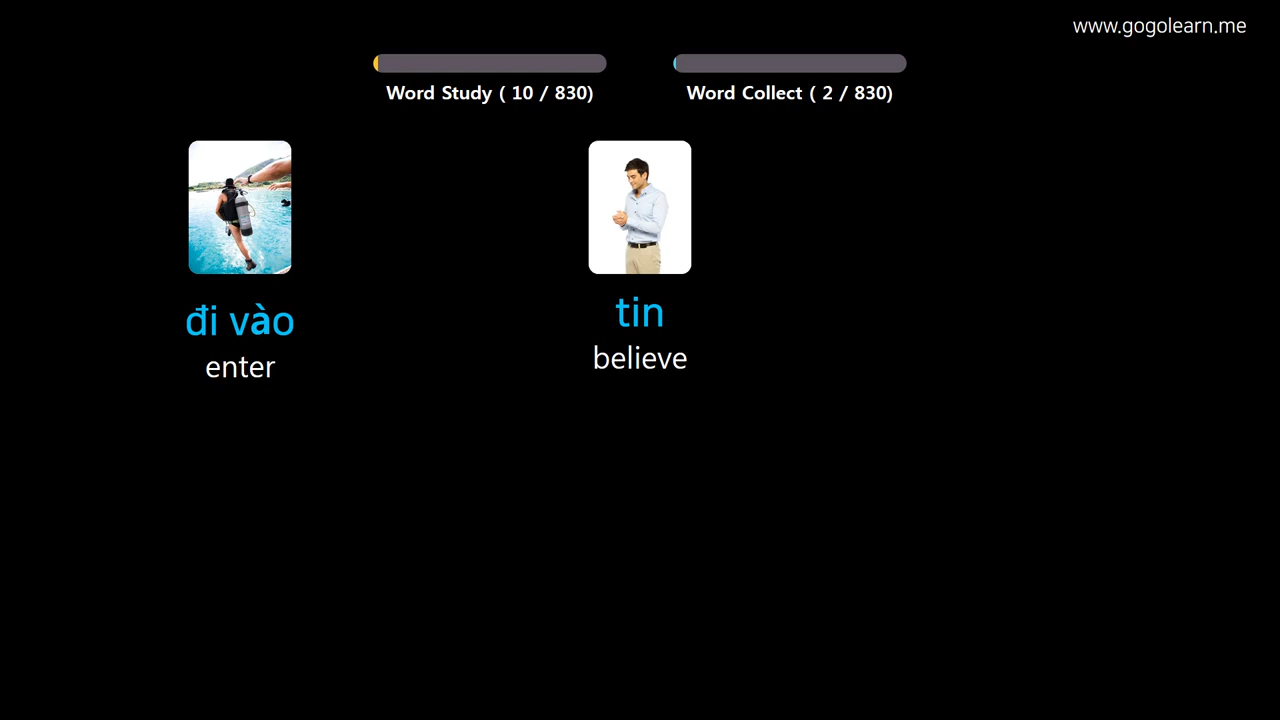 www.gogolearn.me
Word Study ( 10 / 830)
Word Collect ( 2 / 830)
đi vào
enter
tin
believe